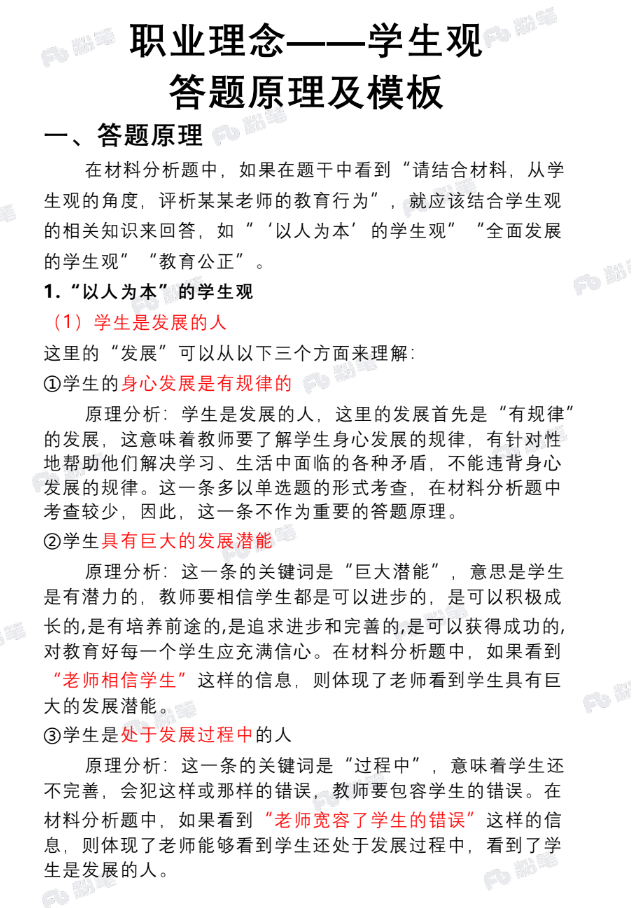 职业理念——学生观
答题原理及模板
一、答题原理
在材料分析题中，如果在题干中看到“请结合材料，从学
生观的角度，评析某某老师的教育行为”，就应该结合学生观
的相关知识来回答，如“‘以人为本’的学生观”“全面发展
的学生观”“教育公正”。
1.“以人为本”的学生观
（1）学生是发展的人
这里的“发展”可以从以下三个方面来理解：
①学生的身心发展是有规律的
原理分析：学生是发展的人，这里的发展首先是“有规律”
的发展，这意味着教师要了解学生身心发展的规律，有针对性
地帮助他们解决学习、生活中面临的各种矛盾，不能违背身心
发展的规律。这一条多以单选题的形式考查，在材料分析题中
考查较少，因此，这一条不作为重要的答题原理。
②学生具有巨大的发展潜能
原理分析：这一条的关键词是“巨大潜能”，意思是学生
是有潜力的，教师要相信学生都是可以进步的，是可以积极成
长的,是有培养前途的,是追求进步和完善的,是可以获得成功的,
对教育好每一个学生应充满信心。在材料分析题中，如果看到
“老师相信学生”这样的信息，则体现了老师看到学生具有巨
大的发展潜能。
③学生是处于发展过程中的人
原理分析：这一条的关键词是“过程中”，意味着学生还
不完善，会犯这样或那样的错误，教师要包容学生的错误。在
材料分析题中，如果看到“老师宽容了学生的错误”这样的信
息，则体现了老师能够看到学生还处于发展过程中，看到了学
生是发展的人。